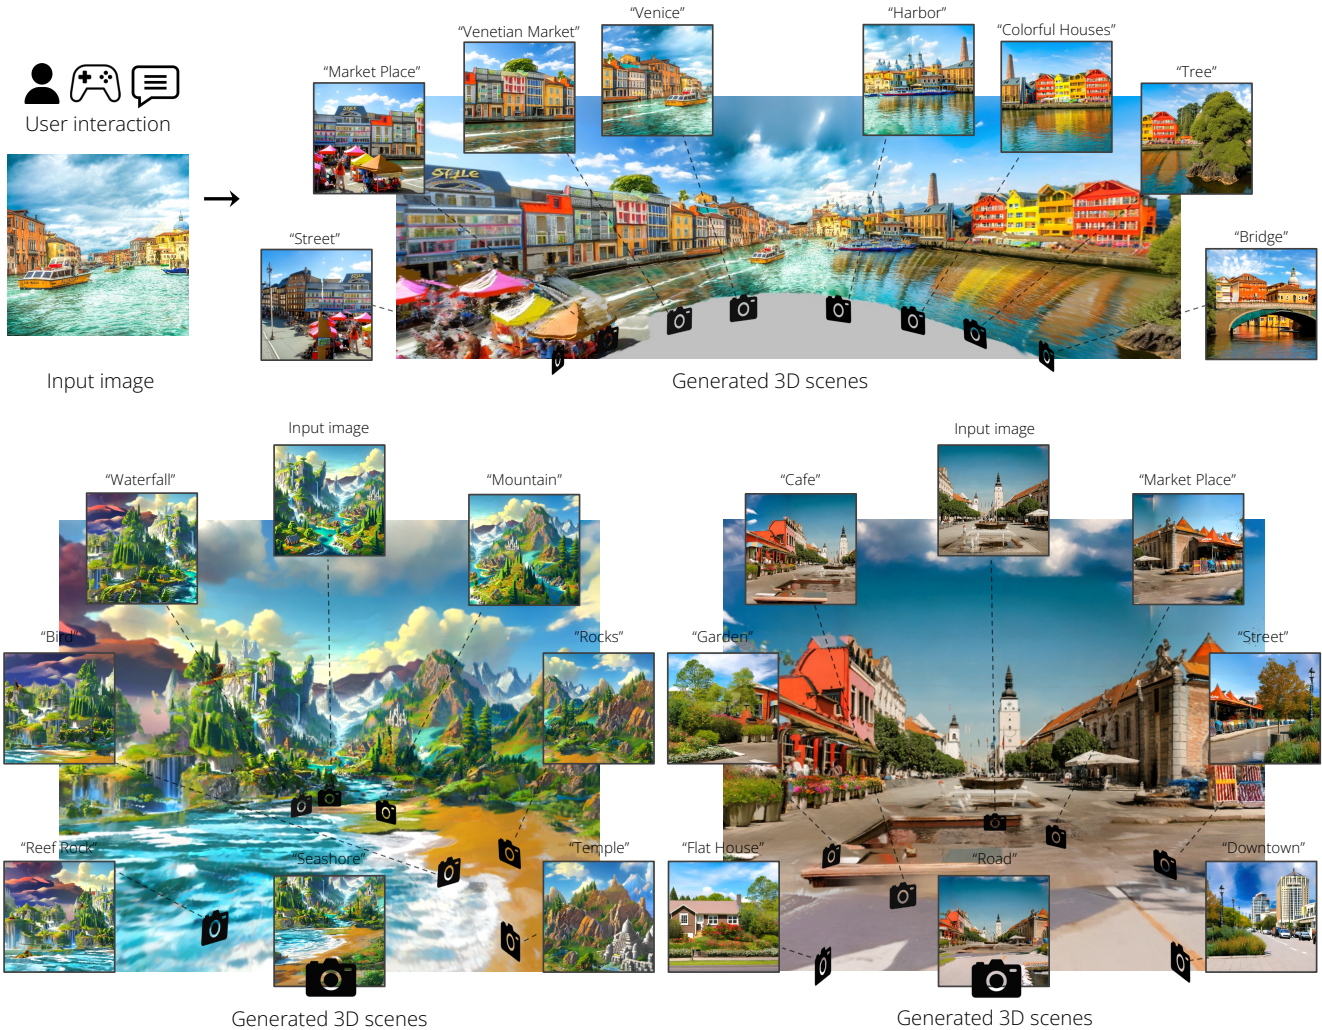 “Venice”
“Harbor”
“Venetian Market”
“Colorful Houses”
“Market Place”
“Tree”
User interaction
“Street”
“Bridge”
Input image
Generated 3D scenes
Input image
Input image
“Waterfall”
“Mountain”
“Cafe”
“Market Place”
“Bird”
“Rocks”
“Garden”
“Street”
“Reef Rock”
“Seashore”
“Temple”
“Flat House”
“Road”
“Downtown”
Generated 3D scenes
Generated 3D scenes